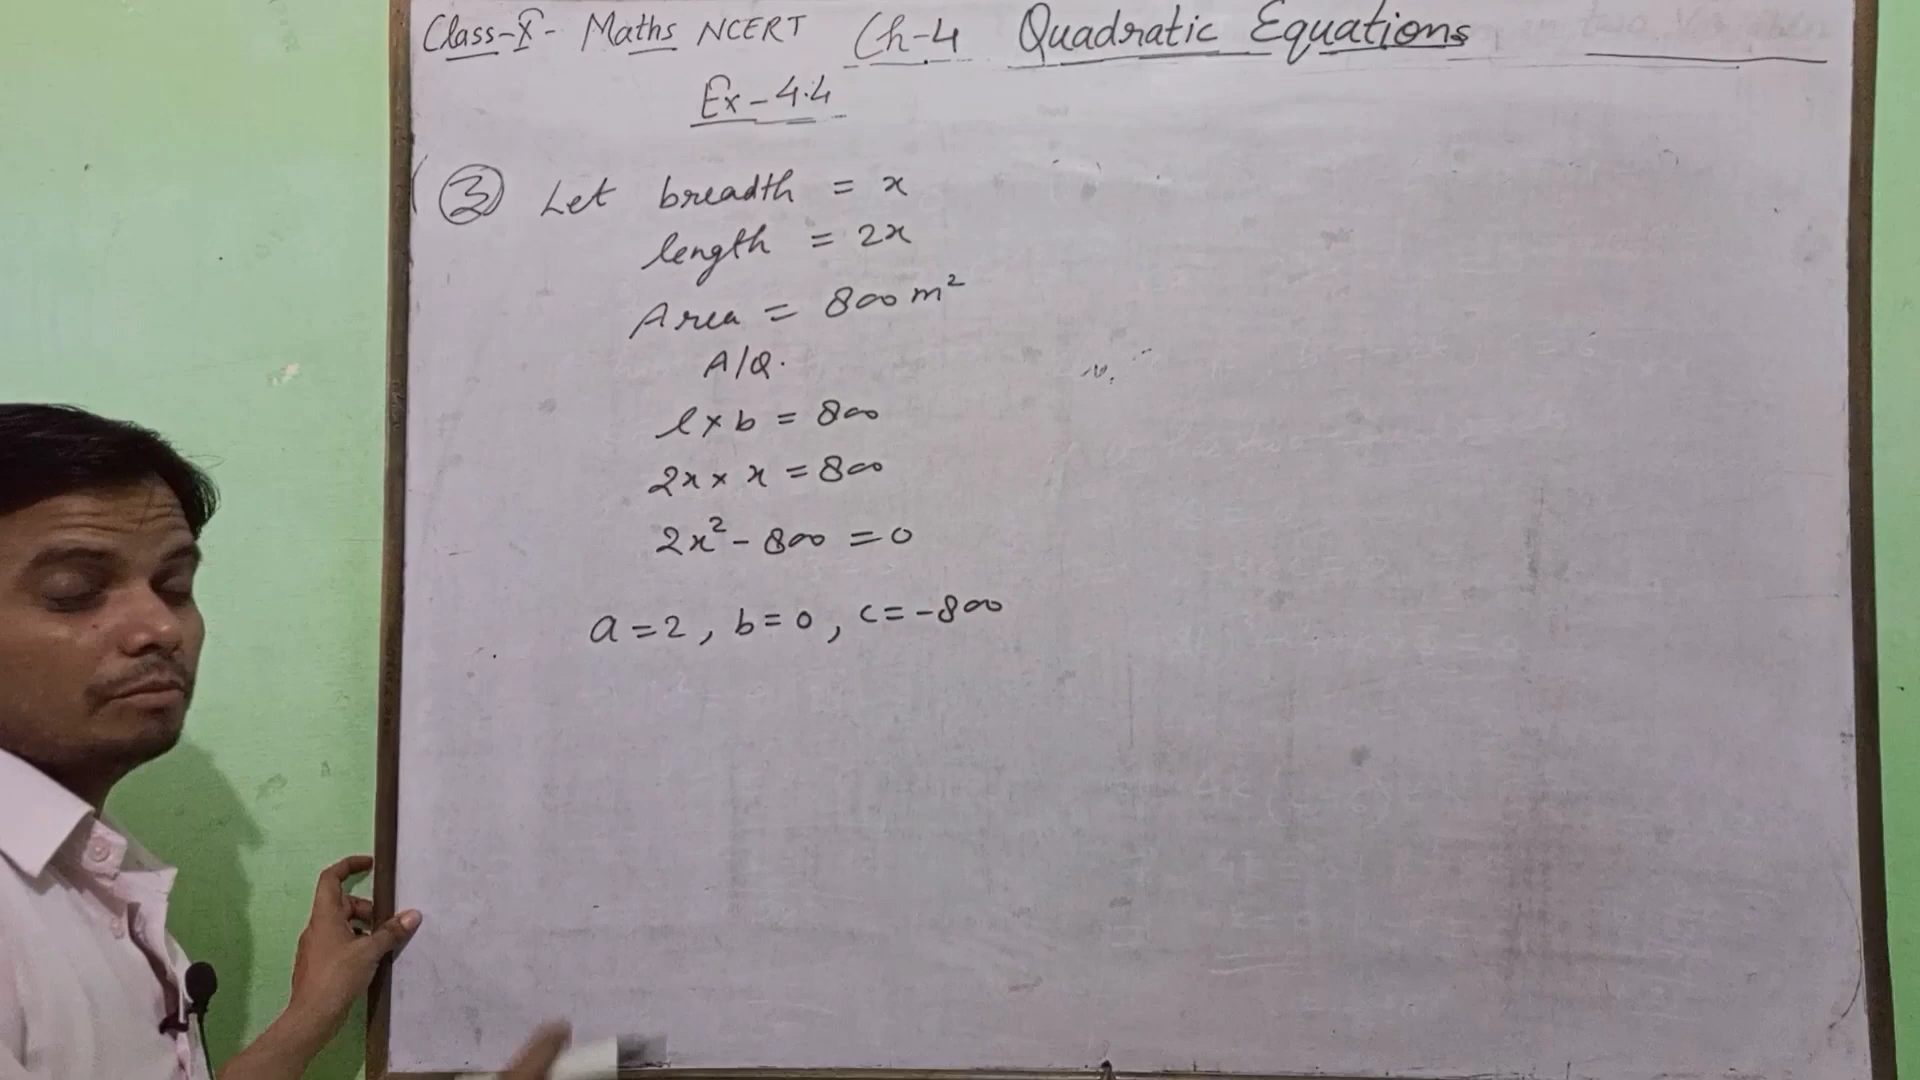 Class-X- Maths NCERT Ch-4 Quadratic Equations
Ex-4.4
(3) Let breadth = x
length = 2x
Area = 800 m²
A/Q.
l × b = 800
2x × x = 800
2x² - 800 = 0
a = 2, b = 0, c = -800